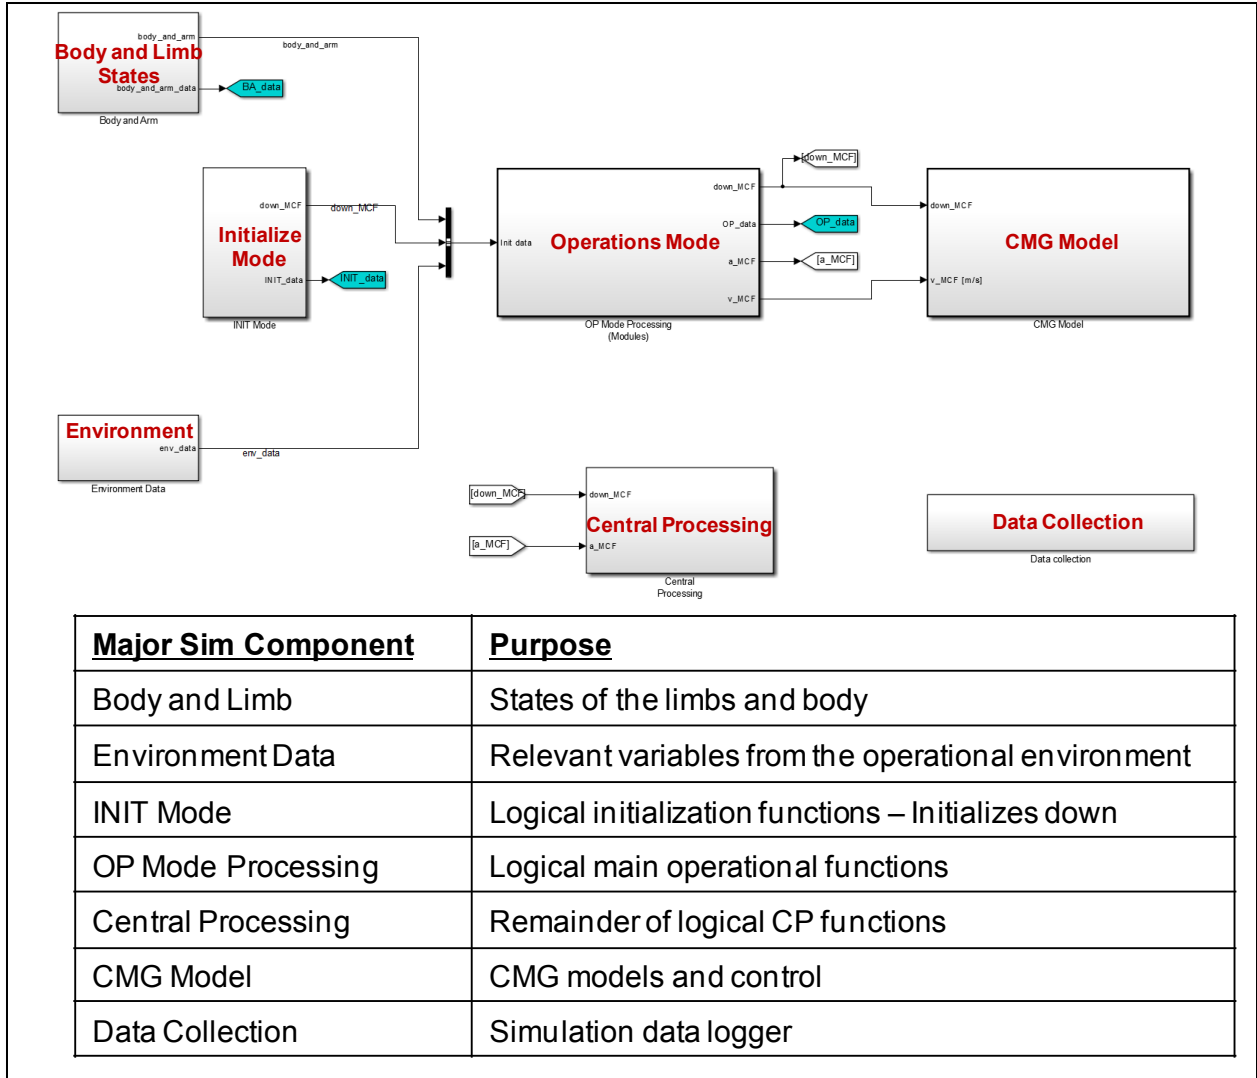 body_and_arm
body_and_arm
Body and Limb
States
body_and_arm_data
BA_data
Body and Arm
[down_MCF]
down_MCF
down_MCF
down_MCF
down_MCF
Initialize
Mode
INIT_data
INIT_data
INIT Mode
Init data
Operations Mode
OP_data
OP_data
a_MCF
[a_MCF]
v_MCF
OP Mode Processing
(Modules)
CMG Model
v_MCF [m/s]
CMG Model
Environment
env_data
env_data
Environment Data
[down_MCF]
down_MCF
Central Processing
[a_MCF]
a_MCF
Central
Processing
Data Collection
Data collection
Major Sim Component Purpose
Body and Limb States of the limbs and body
Environment Data Relevant variables from the operational environment
INIT Mode Logical initialization functions – Initializes down
OP Mode Processing Logical main operational functions
Central Processing Remainder of logical CP functions
CMG Model CMG models and control
Data Collection Simulation data logger